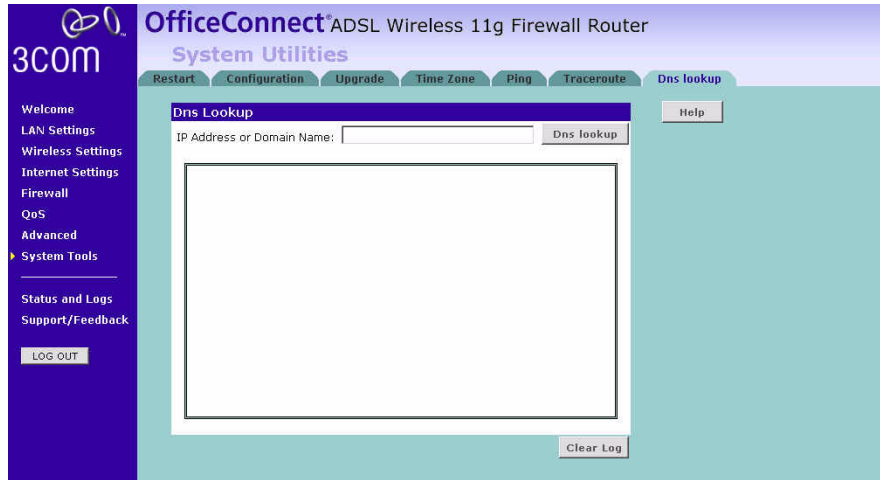 3COM
OfficeConnect® ADSL Wireless 11g Firewall Router
System Utilities
Restart Configuration Upgrade Time Zone Ping Traceroute Dns lookup
Welcome
LAN Settings
Wireless Settings
Internet Settings
Firewall
QoS
Advanced
System Tools
Status and Logs
Support/Feedback
LOG OUT
Dns Lookup
IP Address or Domain Name: Dns lookup
Clear Log
Help